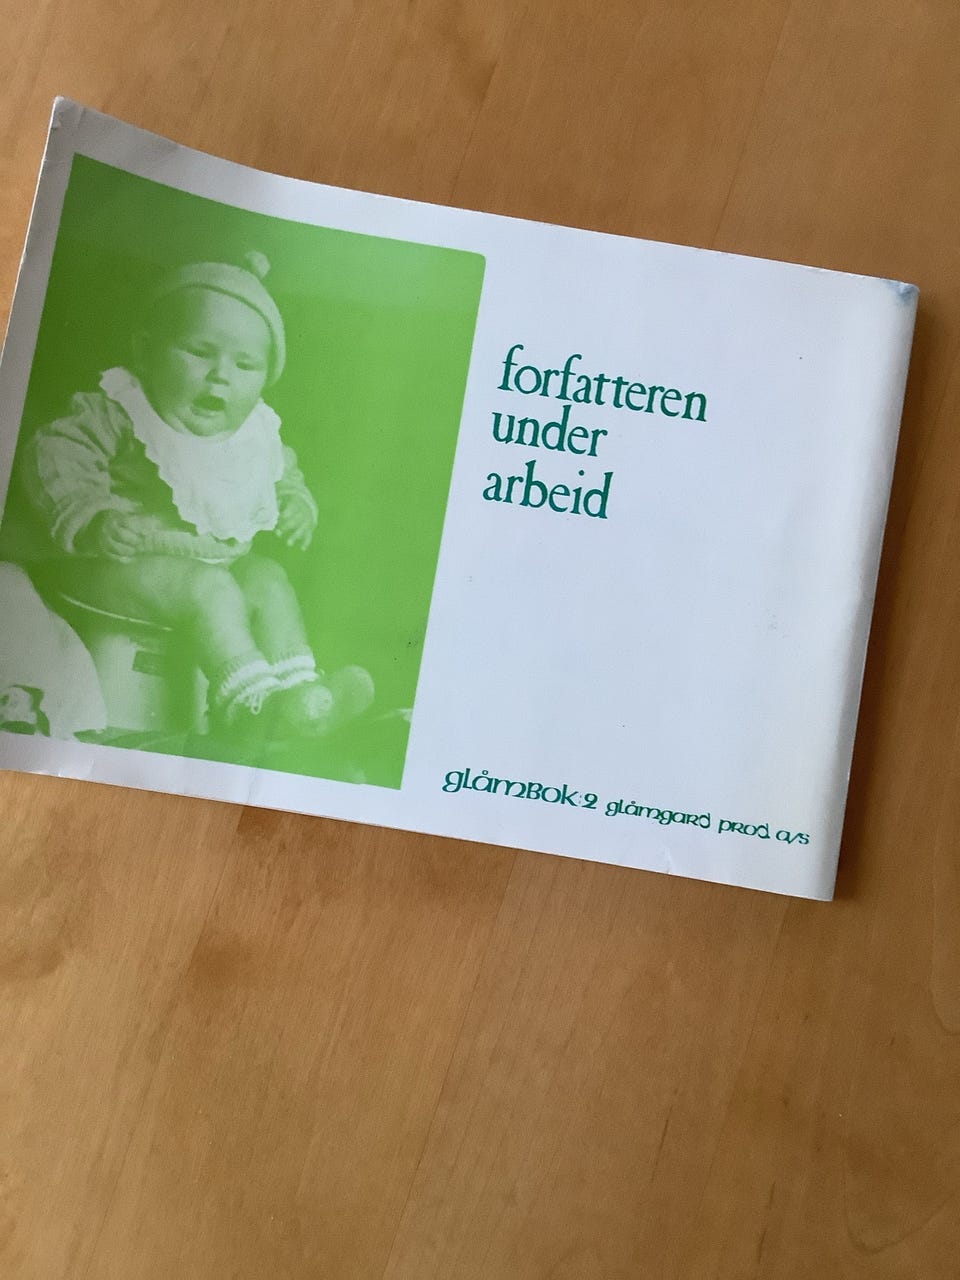 forfatteren
under
arbeid
glåmBOK:2 glåmgard prod. a/s